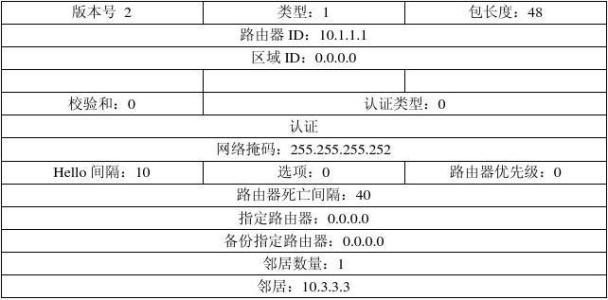 版本号 2 类型：1 包长度：48
路由器 ID：10.1.1.1
区域 ID：0.0.0.0
校验和：0 认证类型：0
认证
网络掩码：255.255.255.252
Hello 间隔：10 选项：0 路由器优先级：0
路由器死亡间隔：40
指定路由器：0.0.0.0
备份指定路由器：0.0.0.0
邻居数量：1
邻居：10.3.3.3